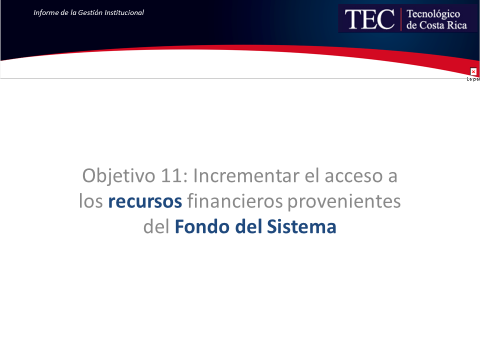 Informe de la Gestión Institucional
TEC | Tecnológico
de Costa Rica
Objetivo 11: Incrementar el acceso a
los recursos financieros provenientes
del Fondo del Sistema